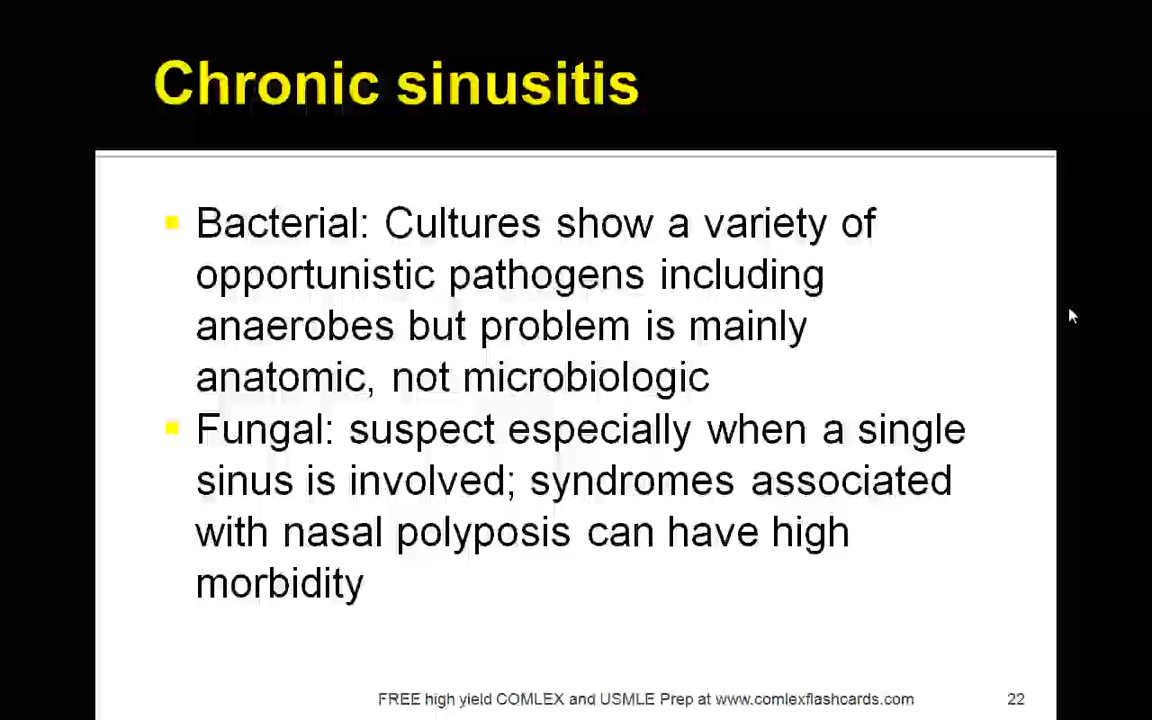 Chronic sinusitis
Bacterial: Cultures show a variety of
opportunistic pathogens including
anaerobes but problem is mainly
anatomic, not microbiologic
Fungal: suspect especially when a single
sinus is involved; syndromes associated
with nasal polyposis can have high
morbidity
FREE high yield COMLEX and USMLE Prep at www.comlexflashcards.com 22